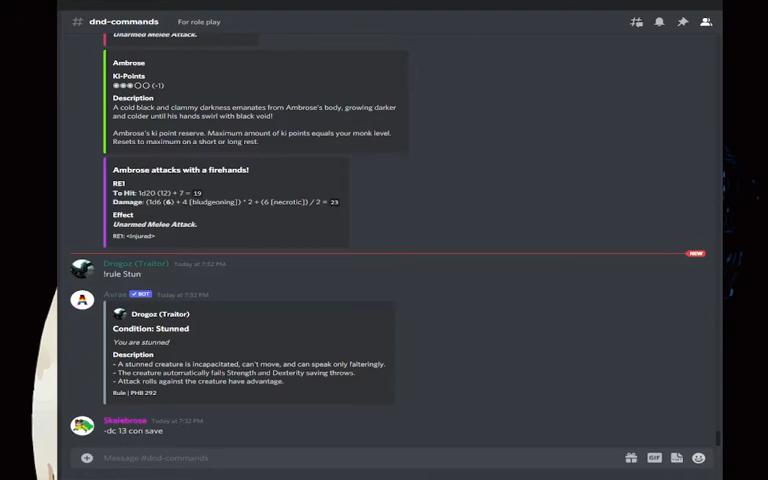 dnd-commands For role play
Unarmed Melee Attack.
Ambrose
Ki-Points
◉◉◉〇〇 (-1)
Description
A cold black and clammy darkness emanates from Ambrose's body, growing darker
and colder until his hands swirl with black void!
Ambrose's ki point reserve. Maximum amount of ki points equals your monk level.
Resets to maximum on a short or long rest.
Ambrose attacks with a firehands!
RE1
To Hit: 1d20 (12) + 7 = 19
Damage: (1d6 (6) + 4 [bludgeoning]) * 2 + (6 [necrotic]) / 2 = 23
Effect
Unarmed Melee Attack.
RE1: <Injured>
NEW
Drogoz (Traitor) Today at 7:32 PM
!rule Stun
Avrae ✓ BOT Today at 7:32 PM
Drogoz (Traitor)
Condition: Stunned
You are stunned
Description
- A stunned creature is incapacitated, can't move, and can speak only falteringly.
- The creature automatically fails Strength and Dexterity saving throws.
- Attack rolls against the creature have advantage.
Rule | PHB 292
Skalebrose Today at 7:32 PM
-dc 13 con save
Message #dnd-commands
GIF